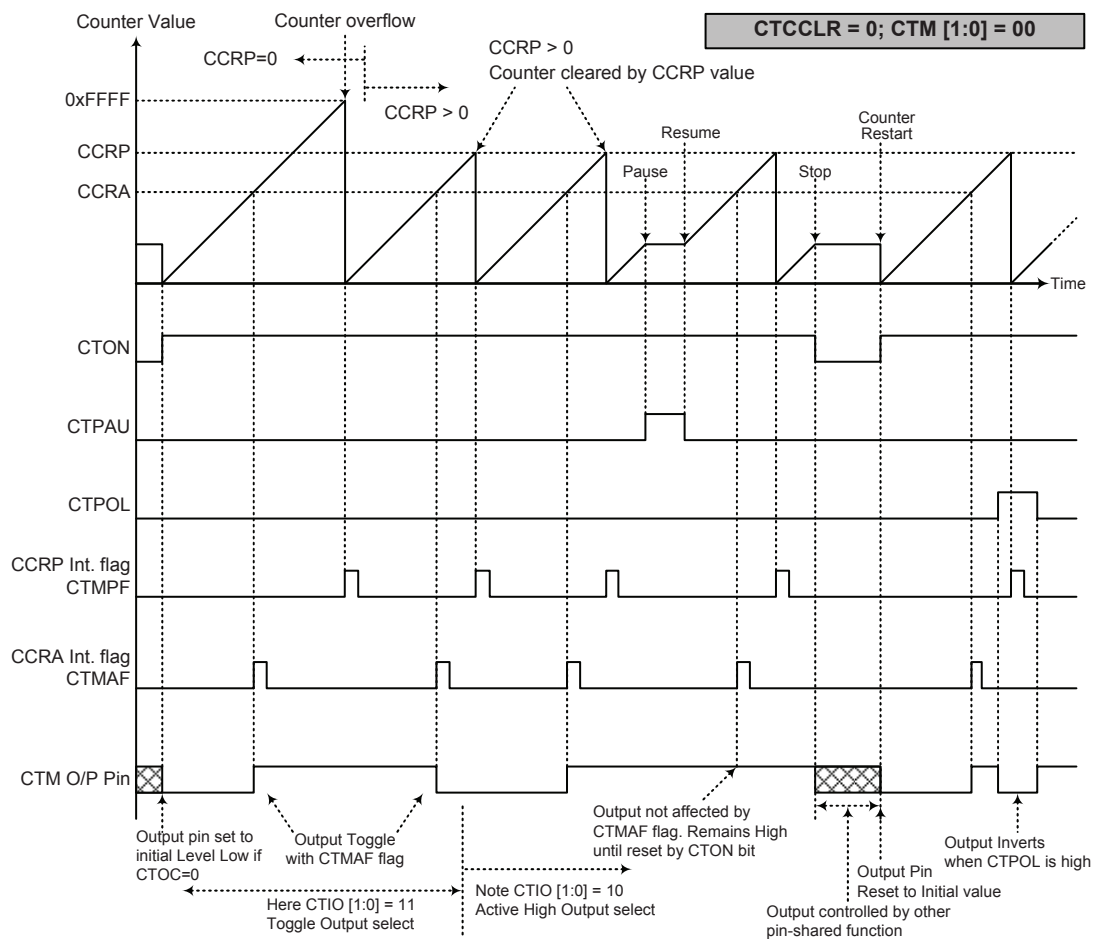 Counter Value
Counter overflow
CTCCLR = 0; CTM [1:0] = 00
CCRP=0
CCRP > 0
CCRP > 0
Counter cleared by CCRP value
0xFFFF
CCRP
CCRA
Pause
Resume
Stop
Counter
Restart
Time
CTON
CTPAU
CTPOL
CCRP Int. flag
CTMPF
CCRA Int. flag
CTMAF
CTM O/P Pin
Output pin set to
initial Level Low if
CTOC=0
Output Toggle
with CTMAF flag
Here CTIO [1:0] = 11
Toggle Output select
Note CTIO [1:0] = 10
Active High Output select
Output not affected by
CTMAF flag. Remains High
until reset by CTON bit
Output controlled by other
pin-shared function
Output Pin
Reset to Initial value
Output Inverts
when CTPOL is high